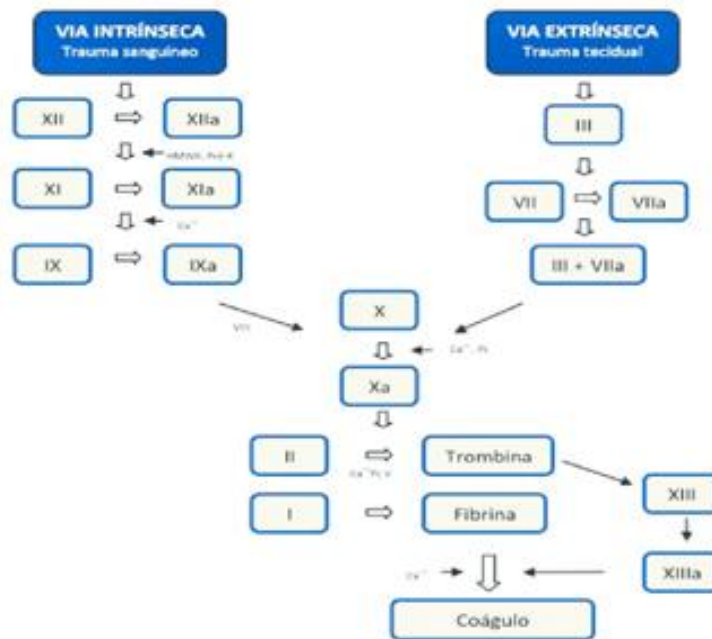 VIA INTRÍNSECA
Trauma sanguíneo
VIA EXTRÍNSECA
Trauma tecidual
XII
XIIa
III
XI
XIa
VII
VIIa
IX
IXa
III + VIIa
X
VIII
Xa
II
Trombina
XIII
I
Fibrina
XIIIa
Coágulo